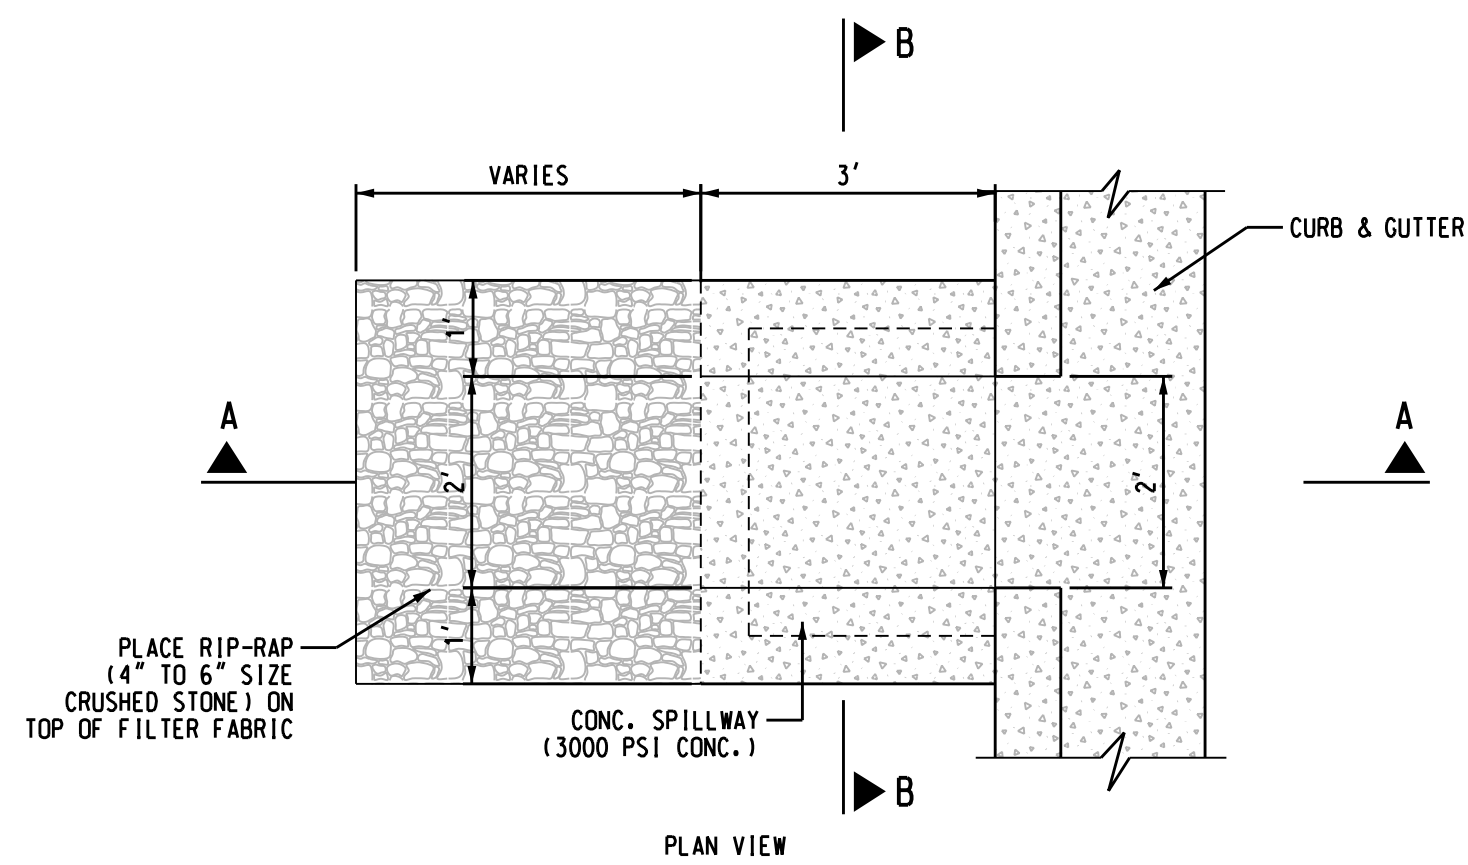 B
VARIES
3'
CURB & GUTTER
1'
A
A
2'
2'
1'
PLACE RIP-RAP
(4" TO 6" SIZE
CRUSHED STONE) ON
TOP OF FILTER FABRIC
CONC. SPILLWAY
(3000 PSI CONC.)
B
PLAN VIEW